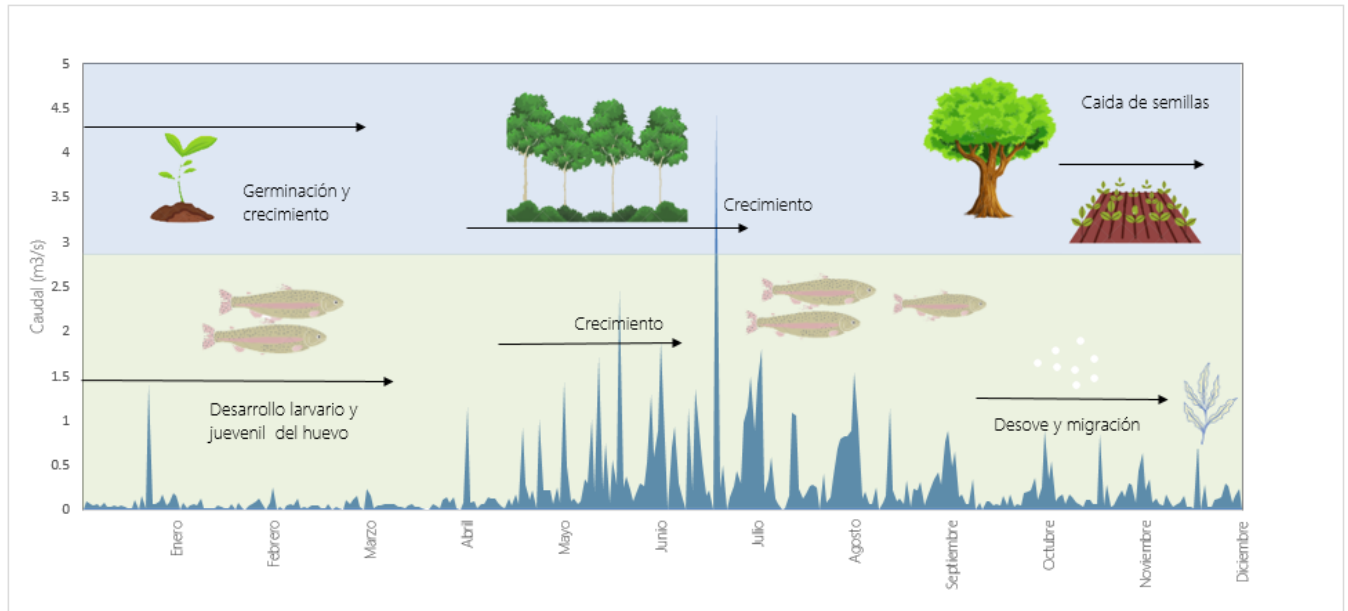 Caudal (m3/s)
5
4.5
4
3.5
3
2.5
2
1.5
1
0.5
0
Caida de semillas
Germinación y
crecimiento
Crecimiento
Crecimiento
Desarrollo larvario y
juevenil del huevo
Desove y migración
Enero
Febrero
Marzo
Abril
Mayo
Junio
Julio
Agosto
Septiembre
Octubre
Noviembre
Diciembre